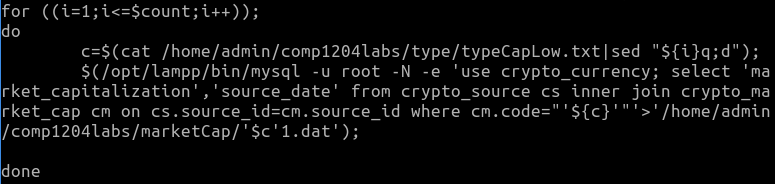 for ((i=1;i<=$count;i++));
do
        c=$(cat /home/admin/comp1204labs/type/typeCapLow.txt|sed "${i}q;d");
        $(/opt/lampp/bin/mysql -u root -N -e 'use crypto_currency; select 'ma
rket_capitalization','source_date' from crypto_source cs inner join crypto_ma
rket_cap cm on cs.source_id=cm.source_id where cm.code="'${c}'"'>'/home/admin
/comp1204labs/marketCap/'$c'1.dat');
done